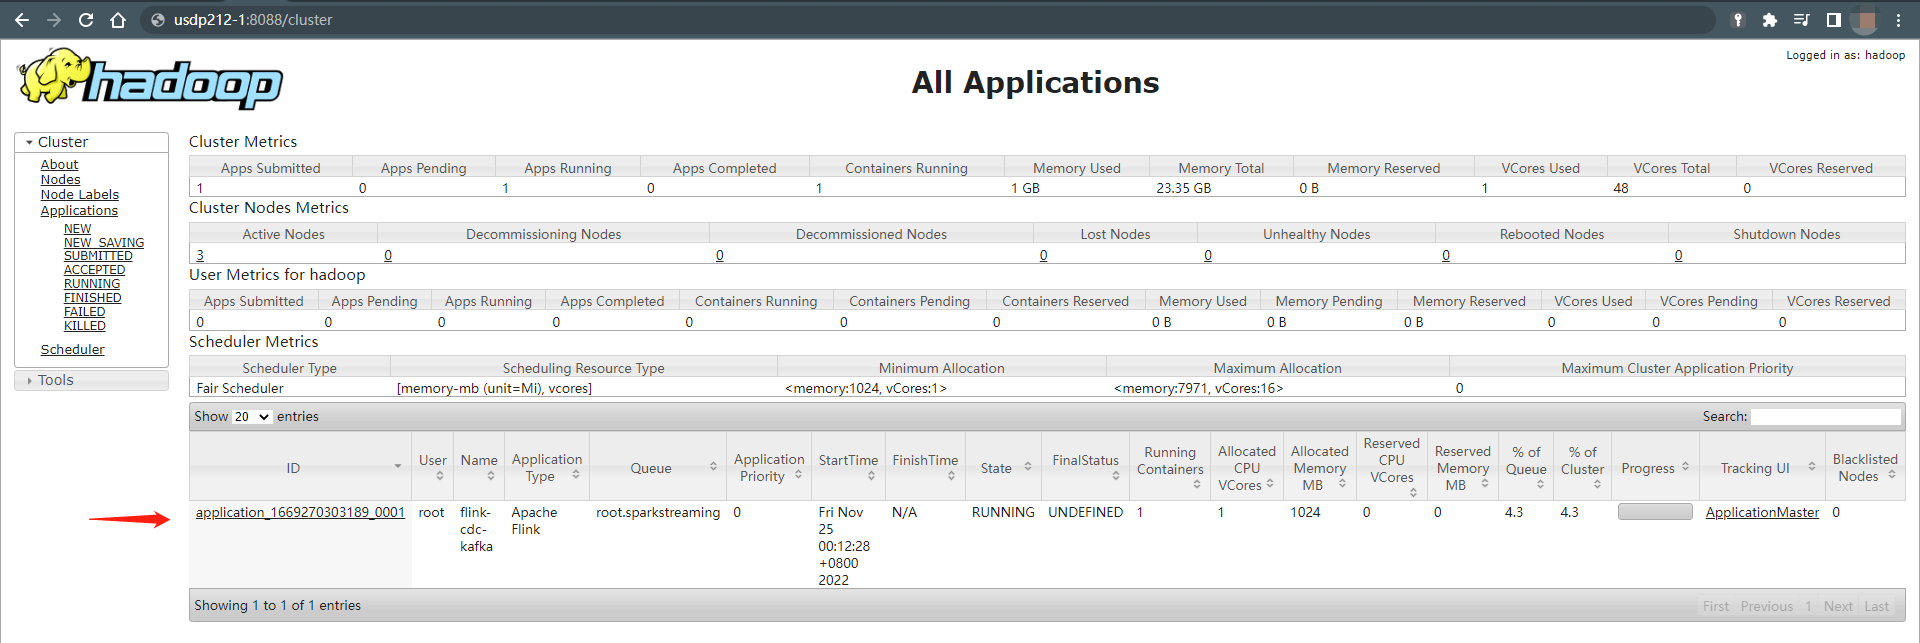 usdp212-1:8088/cluster
Logged in as: hadoop
hadoop
All Applications
Cluster
About
Nodes
Node Labels
Applications
NEW
NEW_SAVING
SUBMITTED
ACCEPTED
RUNNING
FINISHED
FAILED
KILLED
Scheduler
Tools
Cluster Metrics
Apps Submitted Apps Pending Apps Running Apps Completed Containers Running Memory Used Memory Total Memory Reserved VCores Used VCores Total VCores Reserved
1 0 1 0 1 1 GB 23.35 GB 0 B 1 48 0
Cluster Nodes Metrics
Active Nodes Decommissioning Nodes Decommissioned Nodes Lost Nodes Unhealthy Nodes Rebooted Nodes Shutdown Nodes
3 0 0 0 0 0 0
User Metrics for hadoop
Apps Submitted Apps Pending Apps Running Apps Completed Containers Running Containers Pending Containers Reserved Memory Used Memory Pending Memory Reserved VCores Used VCores Pending VCores Reserved
0 0 0 0 0 0 0 0 B 0 B 0 B 0 0 0
Scheduler Metrics
Scheduler Type Scheduling Resource Type Minimum Allocation Maximum Allocation Maximum Cluster Application Priority
Fair Scheduler [memory-mb (unit=Mi), vcores] <memory:1024, vCores:1> <memory:7971, vCores:16> 0
Show 20 entries Search:
ID User Name Application Type Queue Application Priority StartTime FinishTime State FinalStatus Running Containers Allocated CPU VCores Allocated Memory MB Reserved CPU VCores Reserved Memory MB % of Queue % of Cluster Progress Tracking UI Blacklisted Nodes
application_1669270303189_0001 root flink-cdc-kafka Apache Flink root.sparkstreaming 0 Fri Nov 25 00:12:28 +0800 2022 N/A RUNNING UNDEFINED 1 1 1024 0 0 4.3 4.3 ApplicationMaster 0
Showing 1 to 1 of 1 entries First Previous 1 Next Last